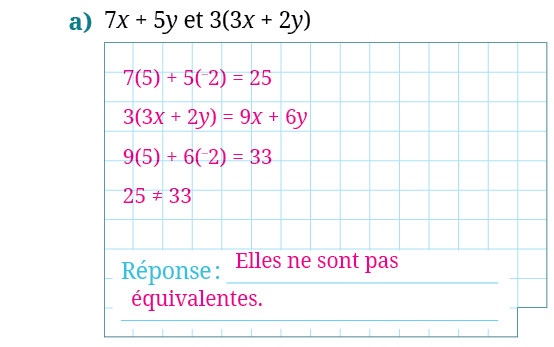 a) 7x + 5y et 3(3x + 2y)
7(5) + 5(⁻2) = 25
3(3x + 2y) = 9x + 6y
9(5) + 6(⁻2) = 33
25 ≠ 33
Réponse : Elles ne sont pas
équivalentes.